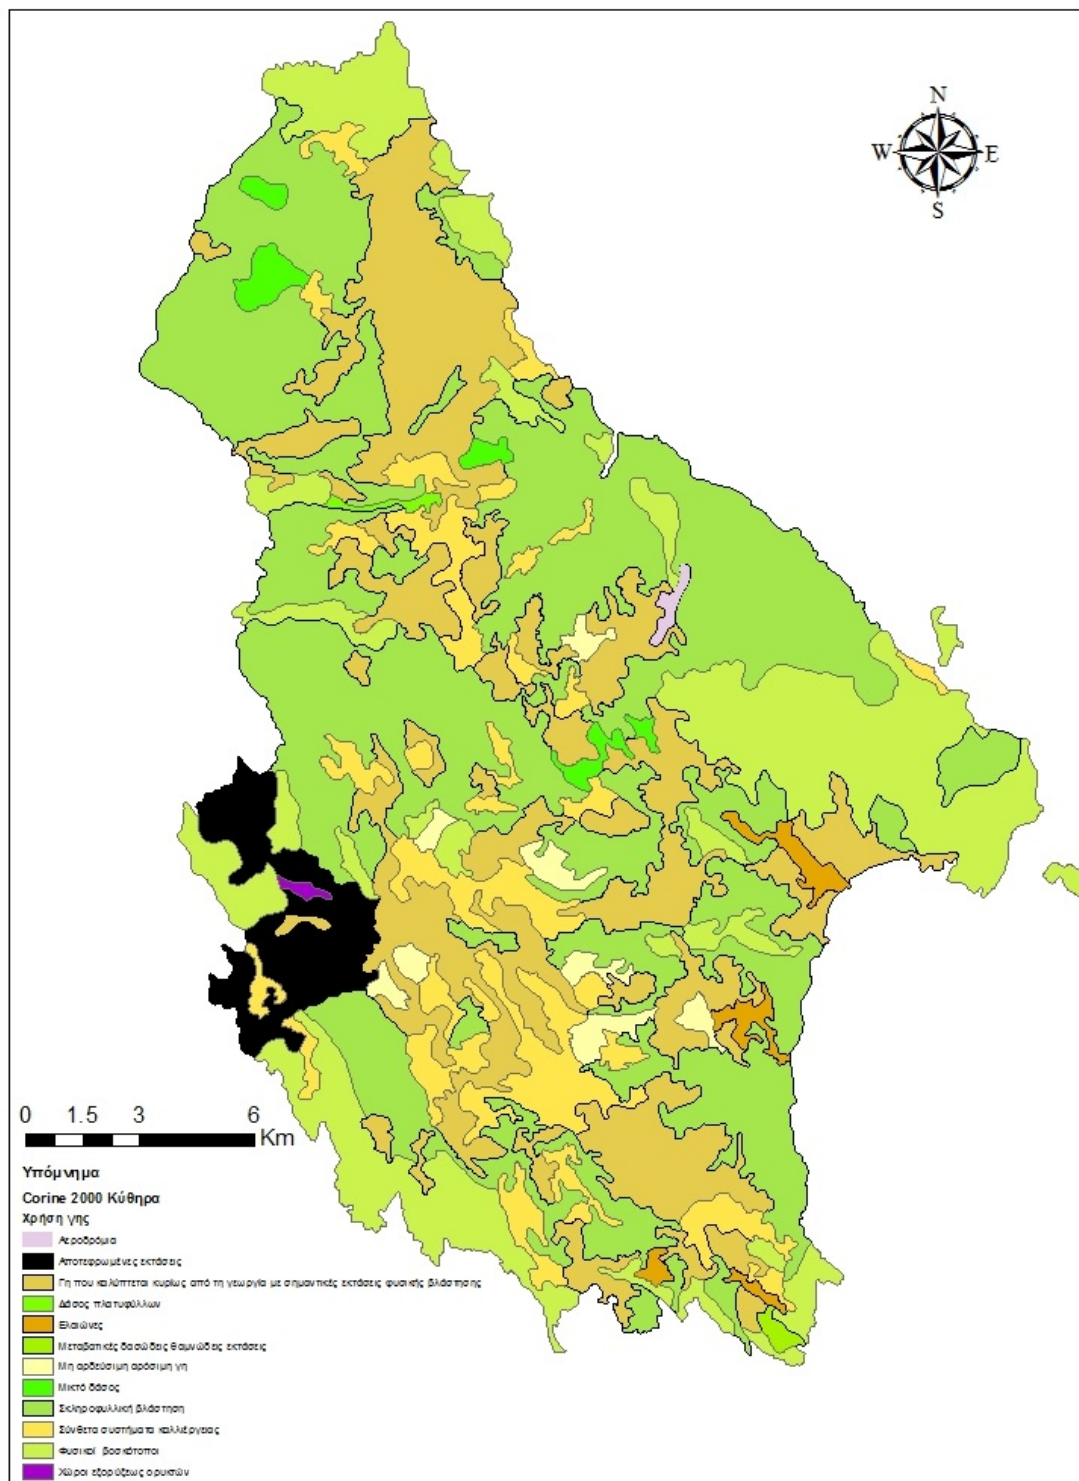 N
W E
S
0 1.5 3 6
Km
Υπόμνημα
Corine 2000 Κύθηρα
Χρήση γης
Αεροδρόμια
Αποτεφρωμένες εκτάσεις
Γη που καλύπτεται κυρίως από τη γεωργία με σημαντικές εκτάσεις φυσικής βλάστησης
Δάσος πλατυφύλλων
Ελαιώνες
Μεταβατικές δασώδεις θαμνώδεις εκτάσεις
Μη αρδεύσιμη αρόσιμη γη
Μικτό δάσος
Σκληροφυλλική βλάστηση
Σύνθετα συστήματα καλλιέργειας
Φυσικοί βοσκότοποι
Χώροι εξορύξεως ορυκτών